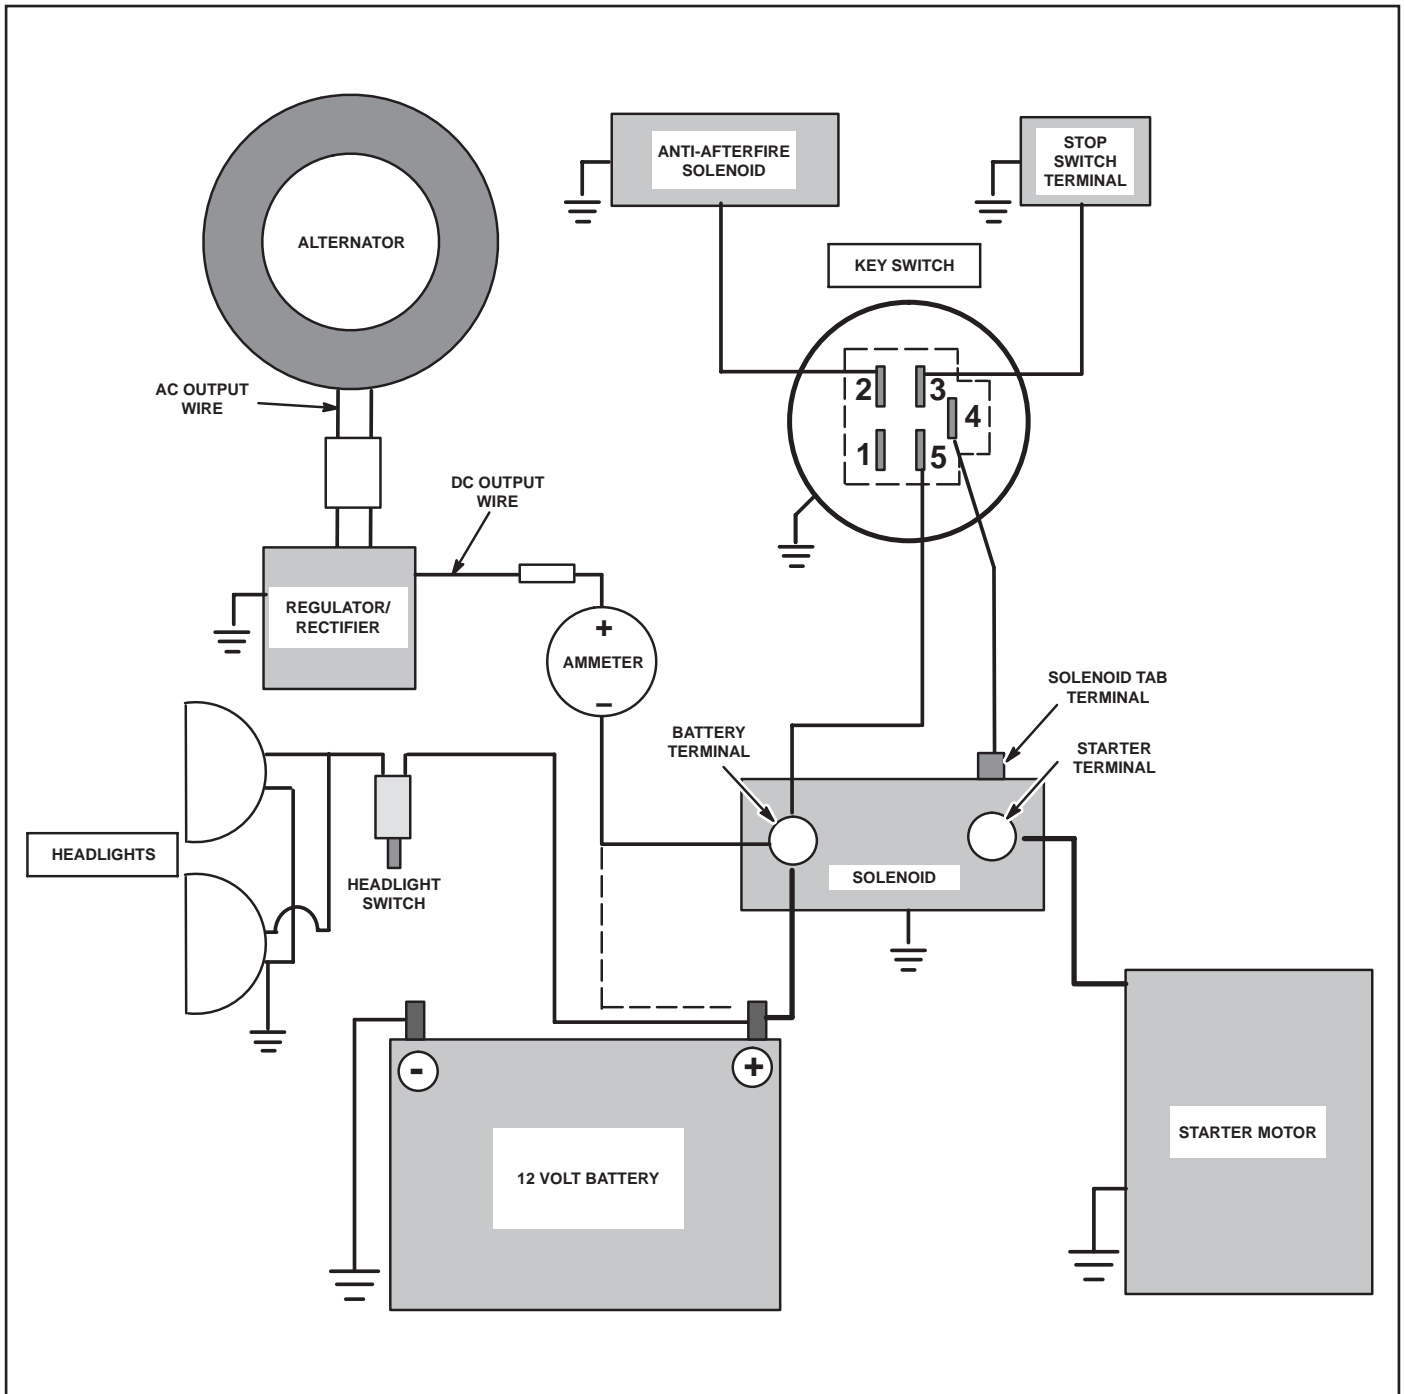 ANTI-AFTERFIRE
SOLENOID
STOP
SWITCH
TERMINAL
ALTERNATOR
KEY SWITCH
2
3
4
1
5
AC OUTPUT
WIRE
DC OUTPUT
WIRE
REGULATOR/
RECTIFIER
+
AMMETER
–
SOLENOID TAB
TERMINAL
BATTERY
TERMINAL
STARTER
TERMINAL
HEADLIGHTS
HEADLIGHT
SWITCH
SOLENOID
-
+
12 VOLT BATTERY
STARTER MOTOR